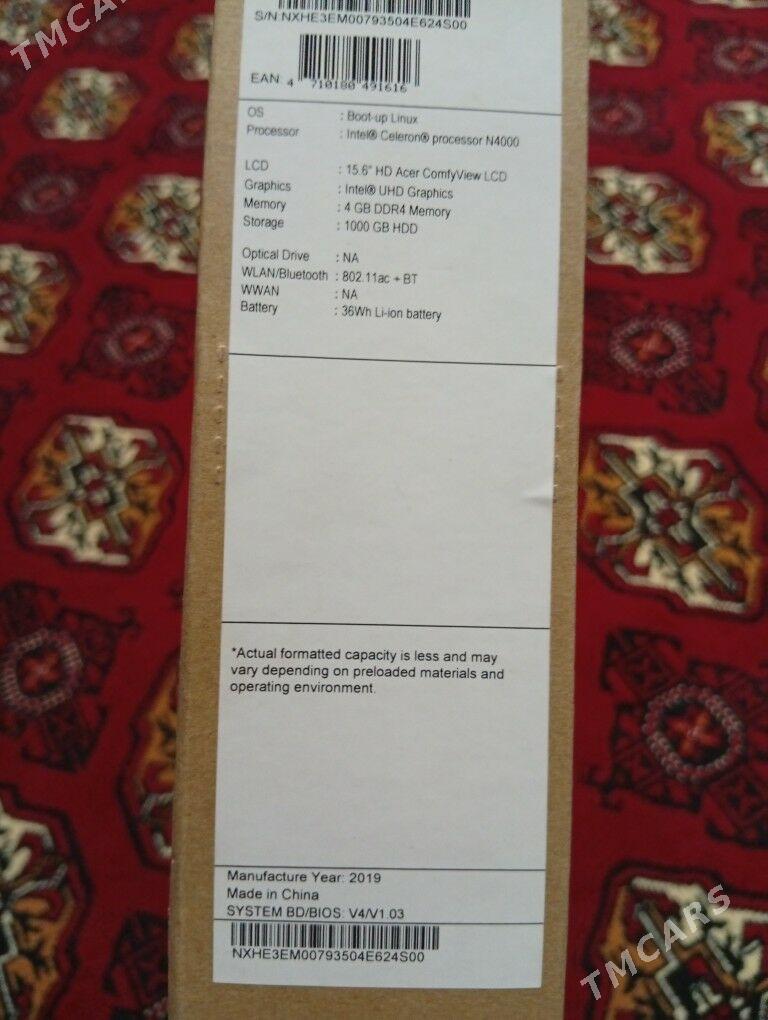 TMCARS
S/N NXHE3EM00793504E624S00
EAN: 4 710180 491616
OS : Boot-up Linux
Processor : Intel® Celeron® processor N4000
LCD : 15.6" HD Acer ComfyView LCD
Graphics : Intel® UHD Graphics
Memory : 4 GB DDR4 Memory
Storage : 1000 GB HDD
Optical Drive : NA
WLAN/Bluetooth : 802.11ac + BT
WWAN : NA
Battery : 36Wh Li-ion battery
*Actual formatted capacity is less and may
vary depending on preloaded materials and
operating environment.
Manufacture Year: 2019
Made in China
SYSTEM BD/BIOS: V4/V1.03
NXHE3EM00793504E624S00
TMCARS